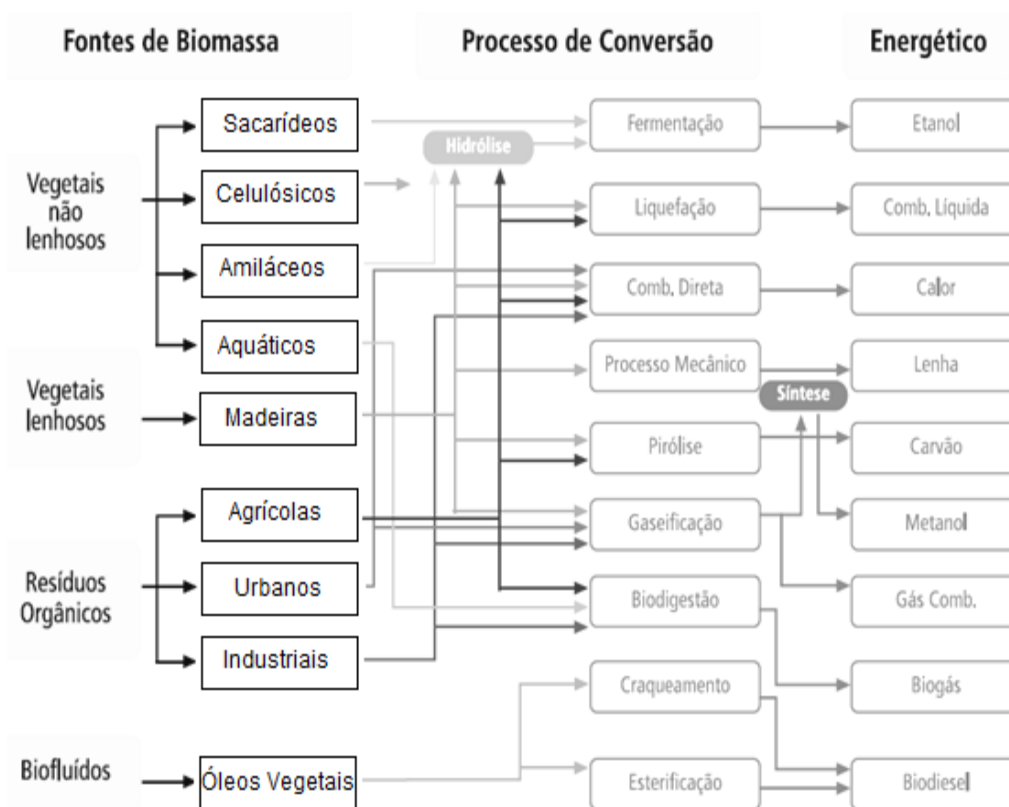 Fontes de Biomassa
Processo de Conversão
Energético
Vegetais
não
lenhosos
Sacarídeos
Celulósicos
Amiláceos
Aquáticos
Vegetais
lenhosos
Madeiras
Resíduos
Orgânicos
Agrícolas
Urbanos
Industriais
Biofluídos
Óleos Vegetais
Hidrólise
Fermentação
Liquefação
Comb. Direta
Processo Mecânico
Pirólise
Gaseificação
Biodigestão
Craqueamento
Esterificação
Síntese
Etanol
Comb. Líquida
Calor
Lenha
Carvão
Metanol
Gás Comb.
Biogás
Biodiesel